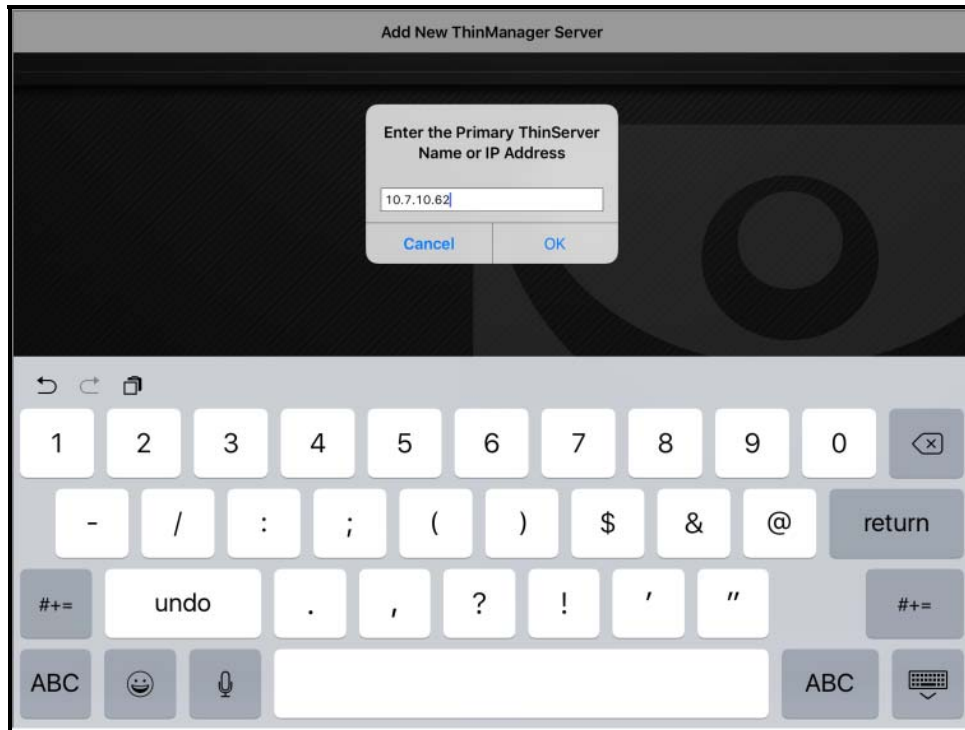 Add New ThinManager Server
Enter the Primary ThinServer
Name or IP Address
10.7.10.62
Cancel OK
1 2 3 4 5 6 7 8 9 0
- / : ; ( ) $ & @ return
#+= undo . , ? ! ' " #+=
ABC ABC